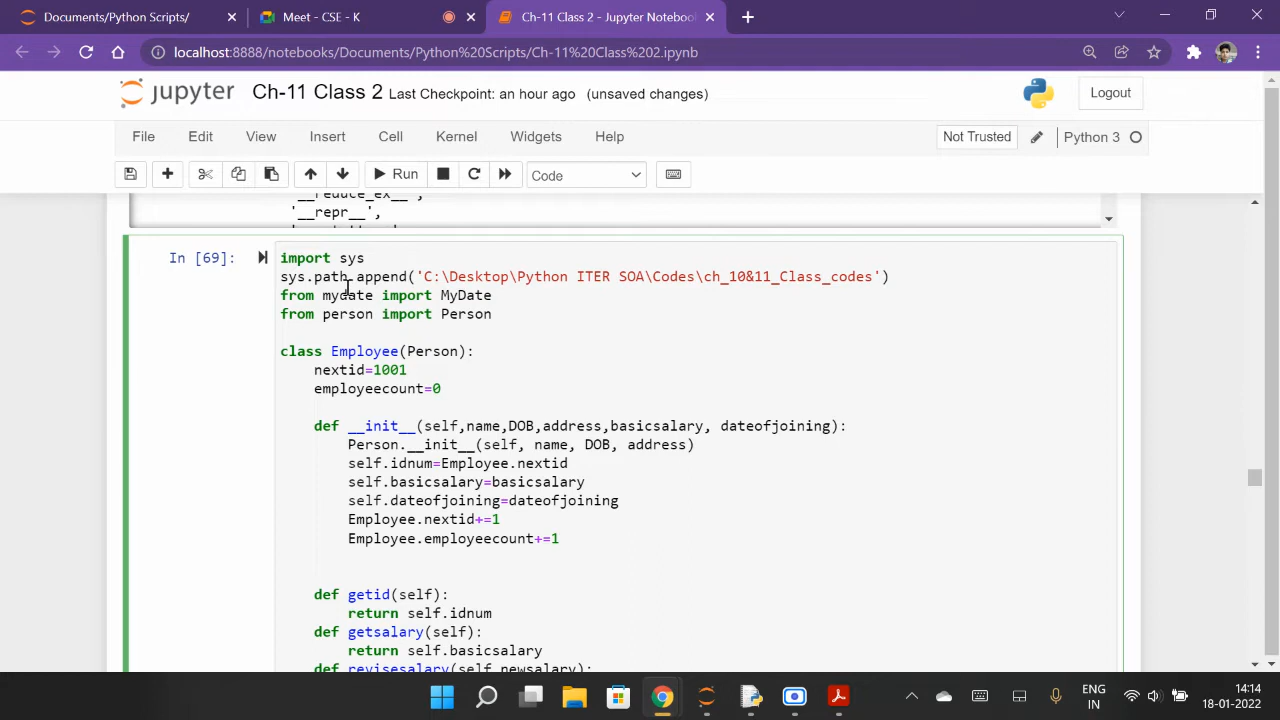 Documents/Python Scripts/
Meet - CSE - K
Ch-11 Class 2 - Jupyter Notebook
localhost:8888/notebooks/Documents/Python%20Scripts/Ch-11%20Class%202.ipynb
jupyter Ch-11 Class 2 Last Checkpoint: an hour ago (unsaved changes)
Logout
File Edit View Insert Cell Kernel Widgets Help
Not Trusted
Python 3
Run
Code
'__reduce_ex__',
'__repr__',
In [69]:
import sys
sys.path.append('C:\Desktop\Python ITER SOA\Codes\ch_10&11_Class_codes')
from mydate import MyDate
from person import Person
class Employee(Person):
nextid=1001
employeecount=0
def __init__(self,name,DOB,address,basicsalary, dateofjoining):
Person.__init__(self, name, DOB, address)
self.idnum=Employee.nextid
self.basicsalary=basicsalary
self.dateofjoining=dateofjoining
Employee.nextid+=1
Employee.employeecount+=1
def getid(self):
return self.idnum
def getsalary(self):
return self.basicsalary
def revisesalary(self,newsalary):
ENG
IN
14:14
18-01-2022